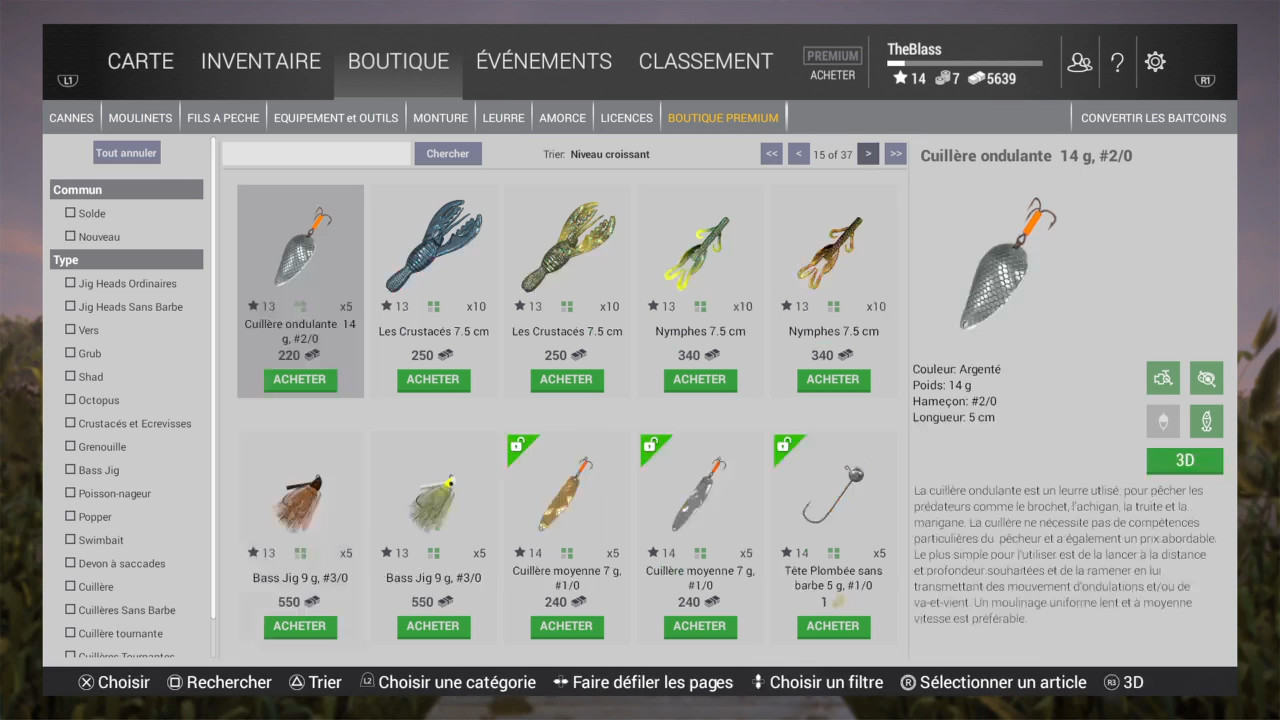 CARTE INVENTAIRE BOUTIQUE ÉVÉNEMENTS CLASSEMENT
PREMIUM
ACHETER
TheBlass
14 7 5639
L1
?
R1
CANNES MOULINETS FILS A PECHE EQUIPEMENT et OUTILS MONTURE LEURRE AMORCE LICENCES BOUTIQUE PREMIUM CONVERTIR LES BAITCOINS
Tout annuler
Commun
Solde
Nouveau
Type
Jig Heads Ordinaires
Jig Heads Sans Barbe
Vers
Grub
Shad
Octopus
Crustacés et Ecrevisses
Grenouille
Bass Jig
Poisson-nageur
Popper
Swimbait
Devon à saccades
Cuillère
Cuillères Sans Barbe
Cuillère tournante
Cuillères Tournantes
Chercher
Trier: Niveau croissant
<< < 15 of 37 > >>
13 x5
Cuillère ondulante 14
g, #2/0
220
ACHETER
13 x10
Les Crustacés 7.5 cm
250
ACHETER
13 x10
Les Crustacés 7.5 cm
250
ACHETER
13 x10
Nymphes 7.5 cm
340
ACHETER
13 x10
Nymphes 7.5 cm
340
ACHETER
13 x5
Bass Jig 9 g, #3/0
550
ACHETER
13 x5
Bass Jig 9 g, #3/0
550
ACHETER
14 x5
Cuillère moyenne 7 g,
#1/0
240
ACHETER
14 x5
Cuillère moyenne 7 g,
#1/0
240
ACHETER
14 x5
Tête Plombée sans
barbe 5 g, #1/0
1
ACHETER
Cuillère ondulante 14 g, #2/0
Couleur: Argenté
Poids: 14 g
Hameçon: #2/0
Longueur: 5 cm
3D
La cuillère ondulante est un leurre utlisé pour pêcher les
prédateurs comme le brochet, l'achigan, la truite et la
marigane. La cuillère ne nécessite pas de compétences
particulières du pêcheur et a également un prix abordable.
Le plus simple pour l'utiliser est de la lancer à la distance
et profondeur souhaitées et de la ramener en lui
transmettant des mouvement d'ondulations et/ou de
va-et-vient. Un moulinage uniforme lent et à moyenne
vitesse est préférable.
Choisir Rechercher Trier L2 Choisir une catégorie Faire défiler les pages Choisir un filtre R Sélectionner un article R3 3D